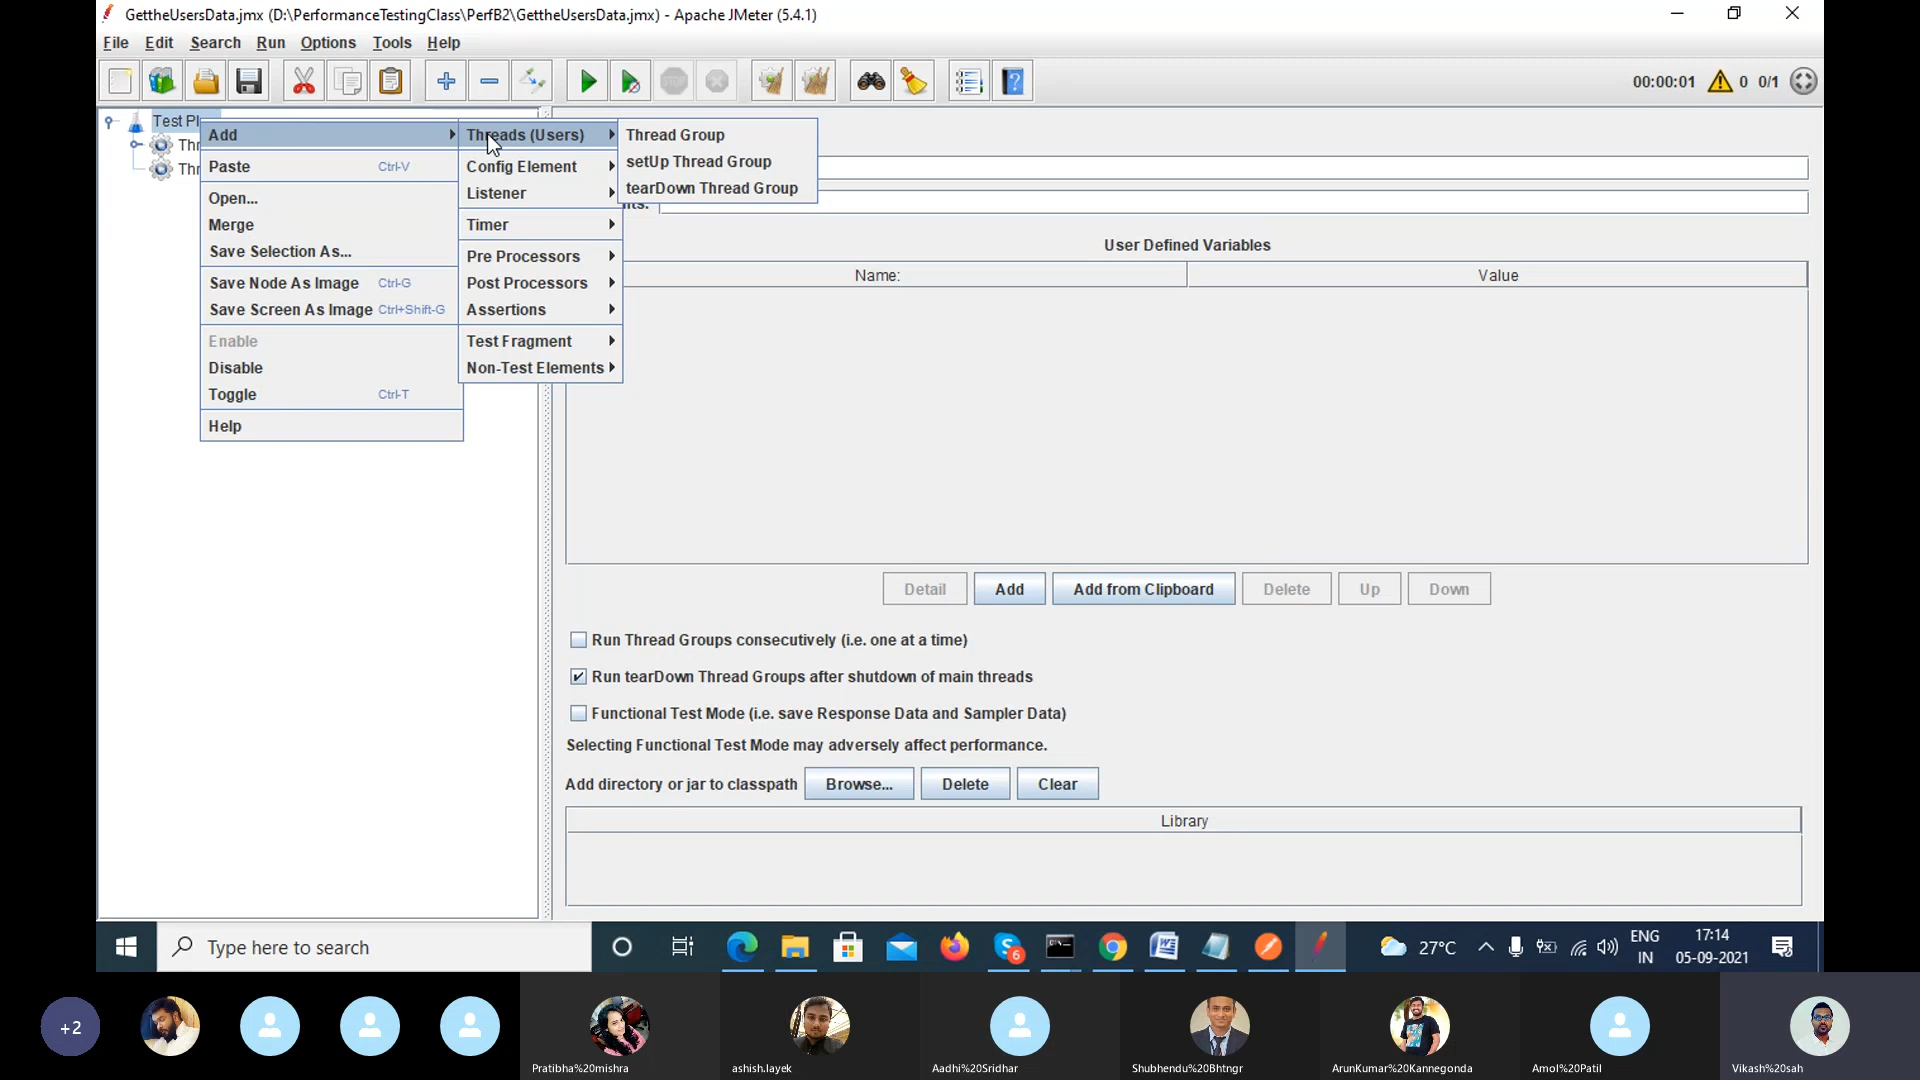 GettheUsersData.jmx (D:\PerformanceTestingClass\PerfB2\GettheUsersData.jmx) - Apache JMeter (5.4.1)
File Edit Search Run Options Tools Help
00:00:01 0 0/1
Test Pl
Thr
Thr
Add
Paste Ctrl-V
Open...
Merge
Save Selection As...
Save Node As Image Ctrl-G
Save Screen As Image Ctrl+Shift-G
Enable
Disable
Toggle Ctrl-T
Help
Threads (Users)
Config Element
Listener
Timer
Pre Processors
Post Processors
Assertions
Test Fragment
Non-Test Elements
Thread Group
setUp Thread Group
tearDown Thread Group
nts:
User Defined Variables
Name: Value
Detail Add Add from Clipboard Delete Up Down
Run Thread Groups consecutively (i.e. one at a time)
Run tearDown Thread Groups after shutdown of main threads
Functional Test Mode (i.e. save Response Data and Sampler Data)
Selecting Functional Test Mode may adversely affect performance.
Add directory or jar to classpath Browse... Delete Clear
Library
Type here to search
6
27°C
ENG
IN
17:14
05-09-2021
+2
Pratibha%20mishra
ashish.layek
Aadhi%20Sridhar
Shubhendu%20Bhtngr
ArunKumar%20Kannegonda
Amol%20Patil
Vikash%20sah